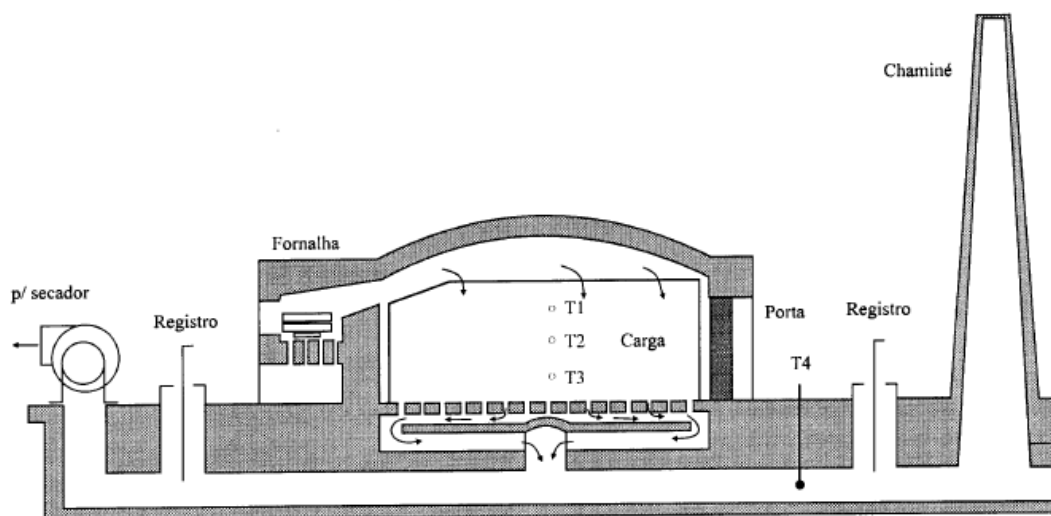 Chaminé
Fornalha
p/ secador
Registro
T1
Porta
Registro
T2
Carga
T4
T3